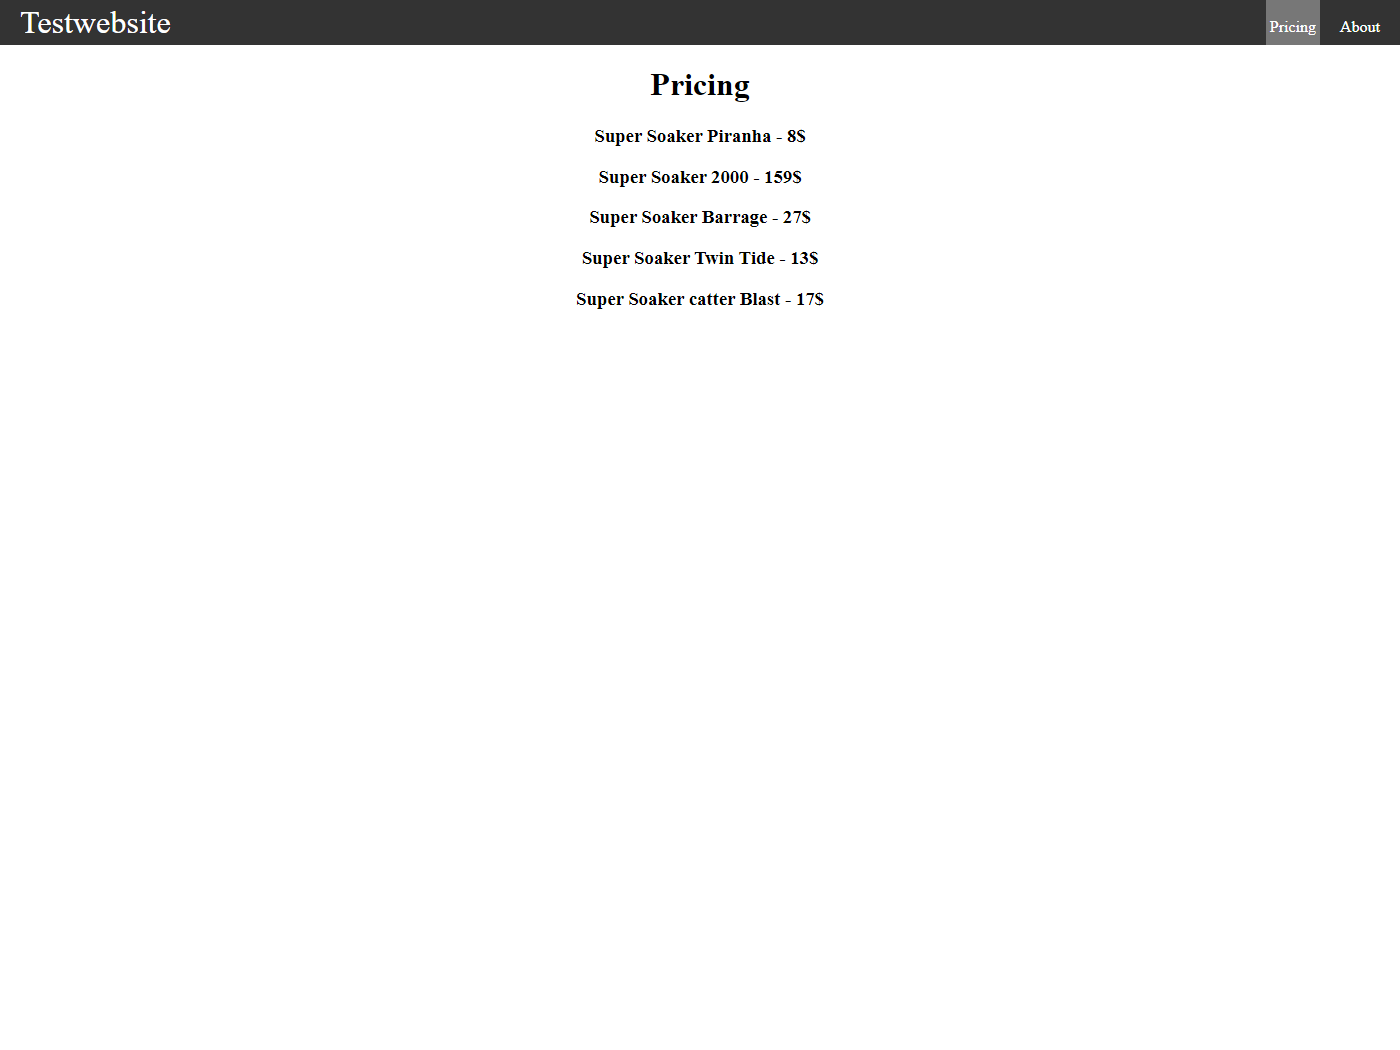 Testwebsite
Pricing
About
Pricing
Super Soaker Piranha - 8$
Super Soaker 2000 - 159$
Super Soaker Barrage - 27$
Super Soaker Twin Tide - 13$
Super Soaker catter Blast - 17$